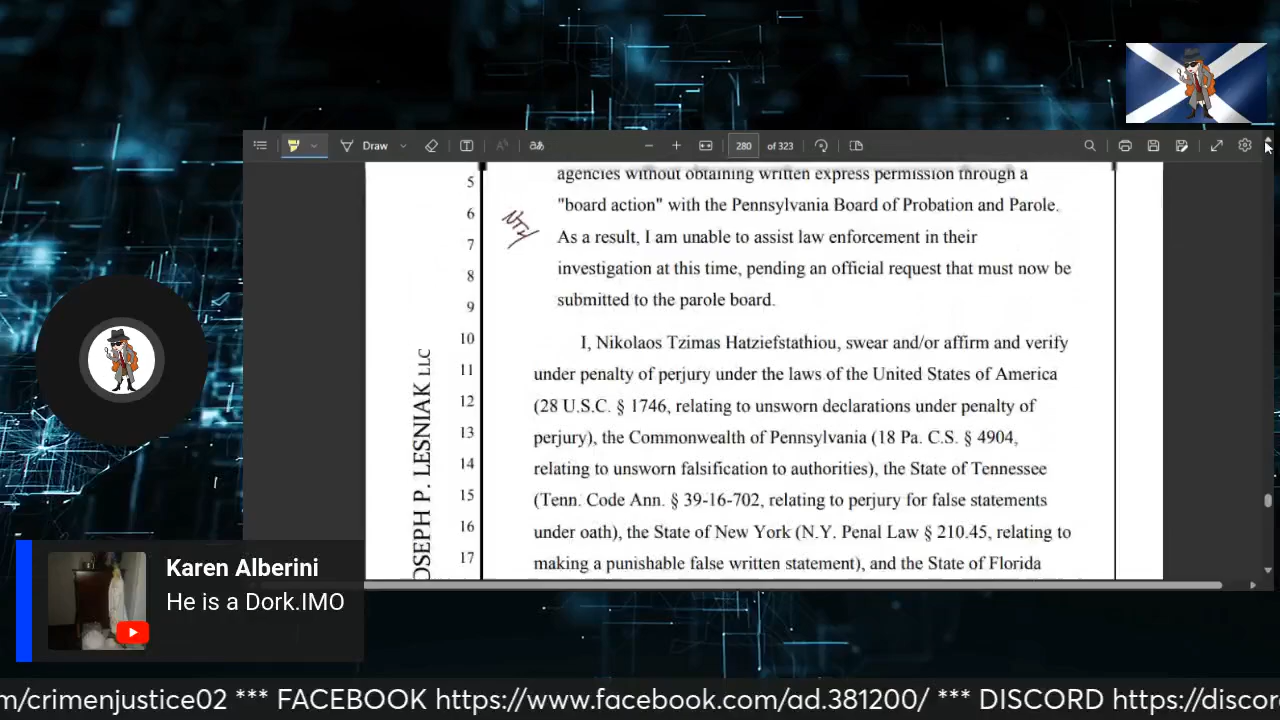 Draw
280 of 323
5
agencies without obtaining written express permission through a
6
"board action" with the Pennsylvania Board of Probation and Parole.
7
As a result, I am unable to assist law enforcement in their
8
investigation at this time, pending an official request that must now be
9
submitted to the parole board.
10
I, Nikolaos Tzimas Hatziefstathiou, swear and/or affirm and verify
11
under penalty of perjury under the laws of the United States of America
12
(28 U.S.C. § 1746, relating to unsworn declarations under penalty of
13
perjury), the Commonwealth of Pennsylvania (18 Pa. C.S. § 4904,
14
relating to unsworn falsification to authorities), the State of Tennessee
15
(Tenn. Code Ann. § 39-16-702, relating to perjury for false statements
16
under oath), the State of New York (N.Y. Penal Law § 210.45, relating to
17
making a punishable false written statement), and the State of Florida
OSEPH P. LESNIAK LLC
Karen Alberini
He is a Dork.IMO
m/crimenjustice02 *** FACEBOOK https://www.facebook.com/ad.381200/ *** DISCORD https://discor